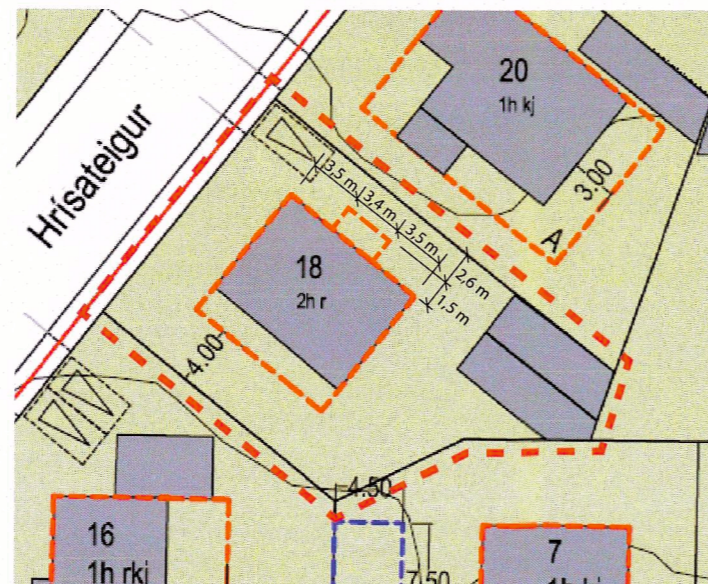 Hrísateigur
20
1h kj
3.00
A
3,5 m
3,4 m
3,5 m
2,6 m
1,5 m
18
2h r
4.00
4.50
7.50
16
1h rkj
7